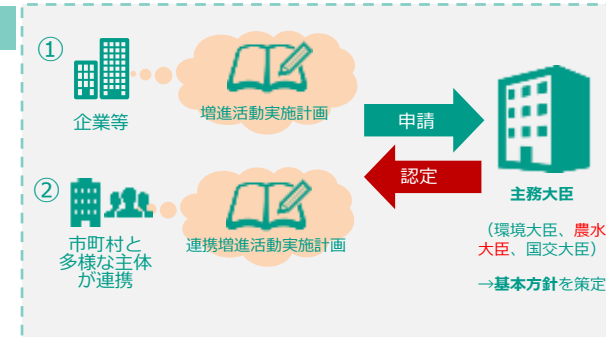 ①
企業等
増進活動実施計画
申請
認定
②
市町村と
多様な主体
が連携
連携増進活動実施計画
主務大臣
（環境大臣、農水
大臣、国交大臣）
→基本方針を策定